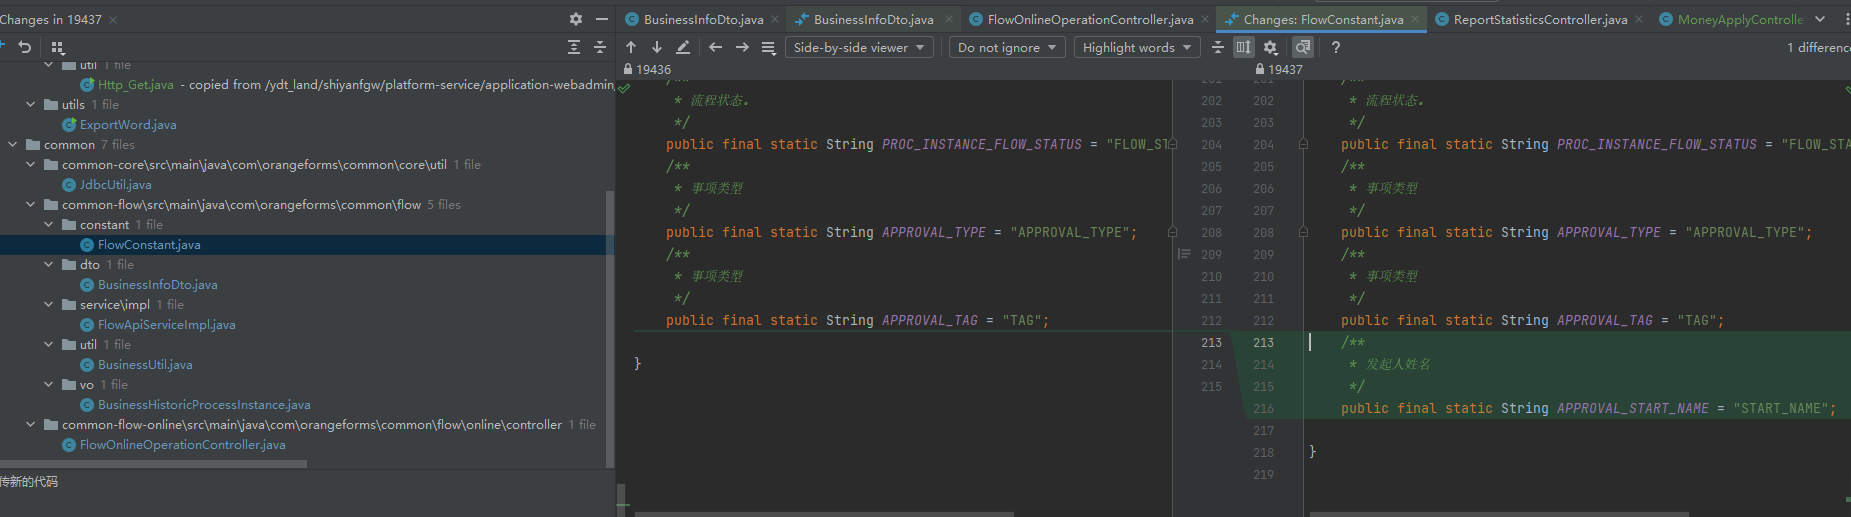 Changes in 19437
util 1 file
Http_Get.java - copied from /ydt_land/shiyanfgw/platform-service/application-webadmin
utils 1 file
ExportWord.java
common 7 files
common-core\src\main\java\com\orangeforms\common\core\util 1 file
JdbcUtil.java
common-flow\src\main\java\com\orangeforms\common\flow 5 files
constant 1 file
FlowConstant.java
dto 1 file
BusinessInfoDto.java
service\impl 1 file
FlowApiServiceImpl.java
util 1 file
BusinessUtil.java
vo 1 file
BusinessHistoricProcessInstance.java
common-flow-online\src\main\java\com\orangeforms\common\flow\online\controller 1 file
FlowOnlineOperationController.java
传新的代码
BusinessInfoDto.java
BusinessInfoDto.java
FlowOnlineOperationController.java
Changes: FlowConstant.java
ReportStatisticsController.java
MoneyApplyControlle
Side-by-side viewer
Do not ignore
Highlight words
?
1 differenc
19436
/**
* 流程状态。
*/
public final static String PROC_INSTANCE_FLOW_STATUS = "FLOW_ST
/**
* 事项类型
*/
public final static String APPROVAL_TYPE = "APPROVAL_TYPE";
/**
* 事项类型
*/
public final static String APPROVAL_TAG = "TAG";
}
201
202
203
204
205
206
207
208
209
210
211
212
213
214
215
19437
201 /**
202 * 流程状态。
203 */
204 public final static String PROC_INSTANCE_FLOW_STATUS = "FLOW_STA
205 /**
206 * 事项类型
207 */
208 public final static String APPROVAL_TYPE = "APPROVAL_TYPE";
209 /**
210 * 事项类型
211 */
212 public final static String APPROVAL_TAG = "TAG";
213 /**
214 * 发起人姓名
215 */
216 public final static String APPROVAL_START_NAME = "START_NAME";
217
218 }
219